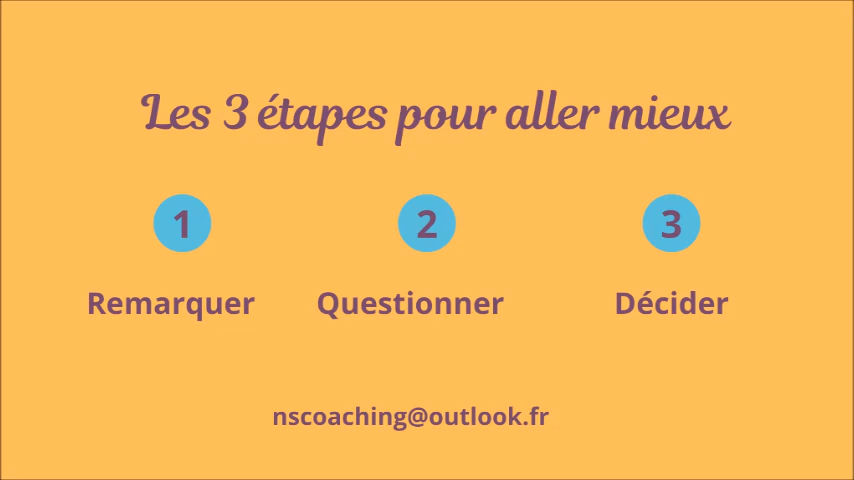 Les 3 étapes pour aller mieux
1 2 3
Remarquer Questionner Décider
nscoaching@outlook.fr